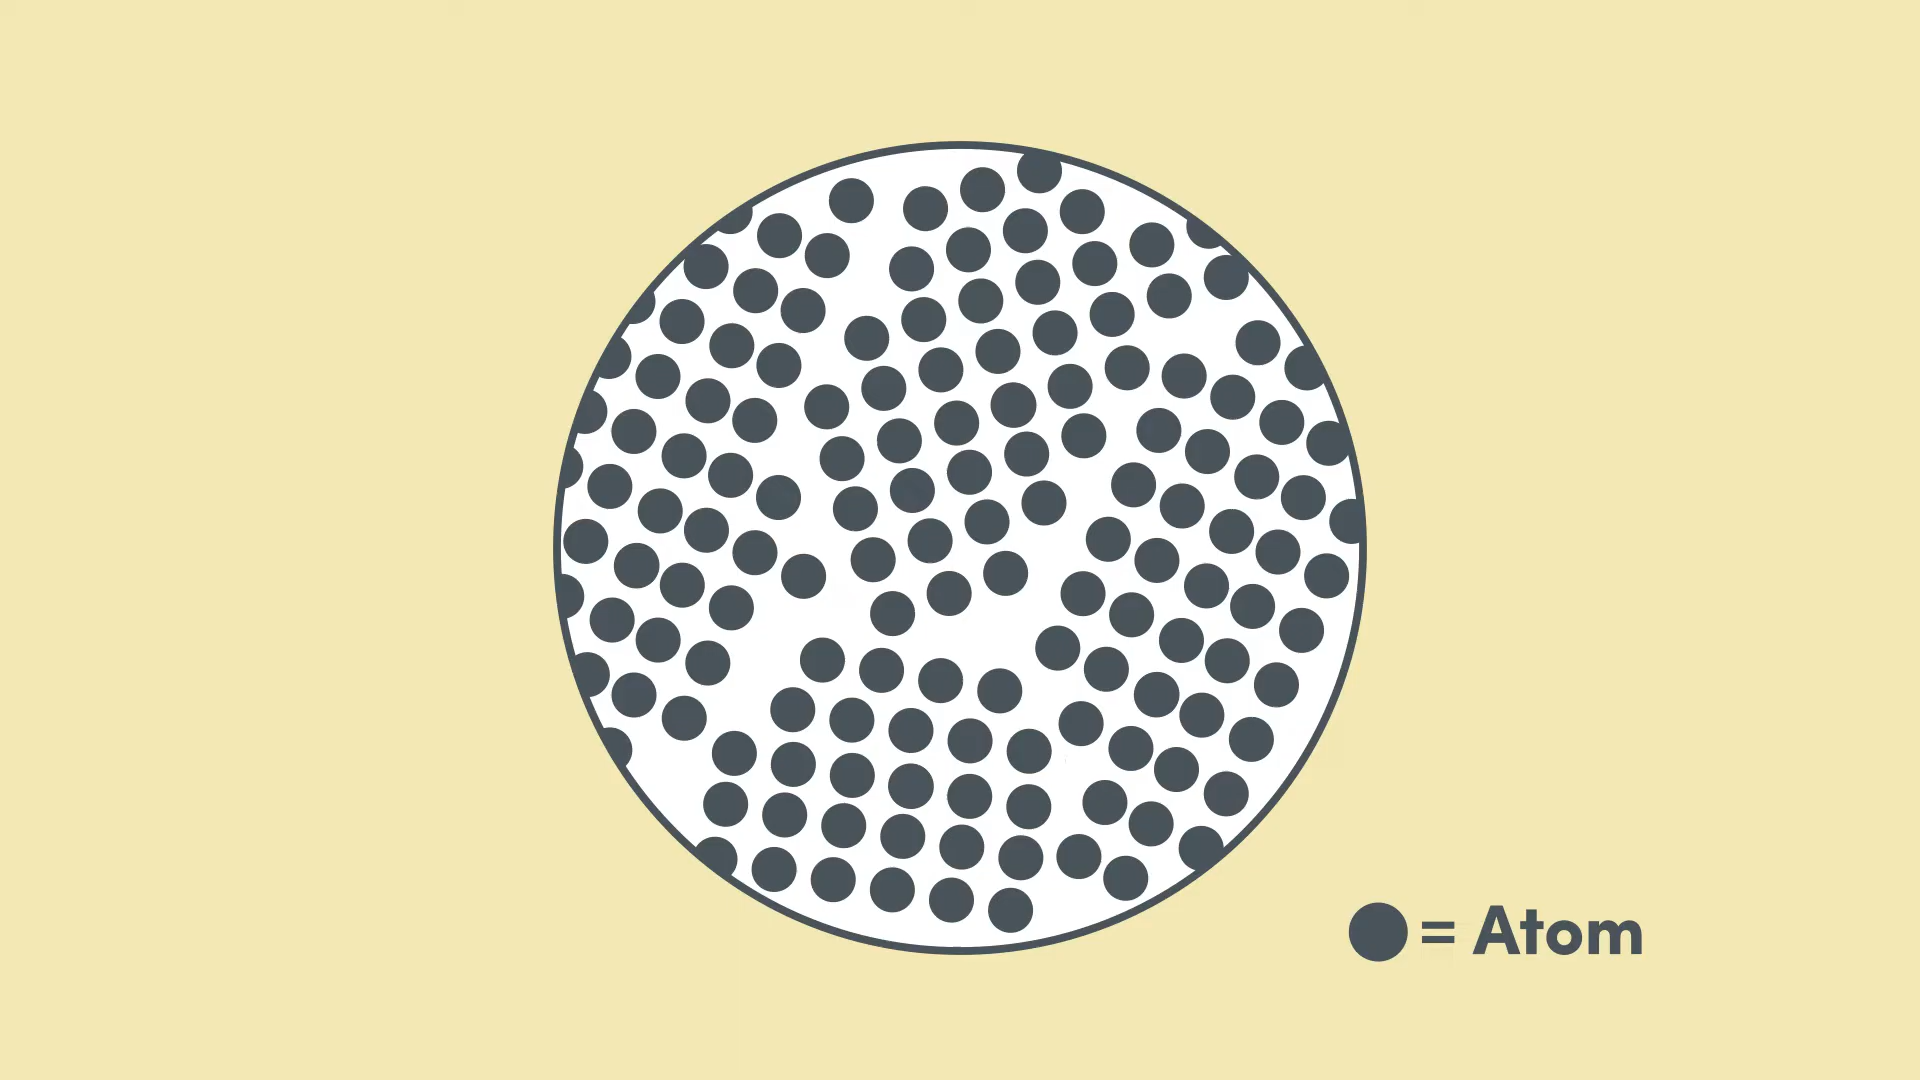 = Atom